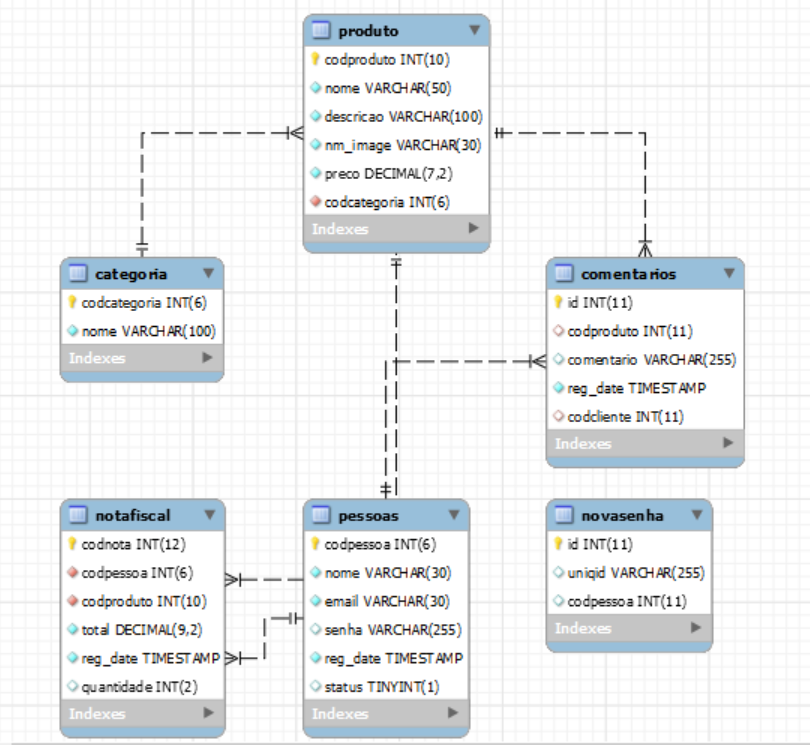 produto
codproduto INT(10)
nome VARCHAR(50)
descricao VARCHAR(100)
nm_image VARCHAR(30)
preco DECIMAL(7,2)
codcategoria INT(6)
Indexes
categoria
codcategoria INT(6)
nome VARCHAR(100)
Indexes
comentarios
id INT(11)
codproduto INT(11)
comentario VARCHAR(255)
reg_date TIMESTAMP
codcliente INT(11)
Indexes
notafiscal
codnota INT(12)
codpessoa INT(6)
codproduto INT(10)
total DECIMAL(9,2)
reg_date TIMESTAMP
quantidade INT(2)
Indexes
pessoas
codpessoa INT(6)
nome VARCHAR(30)
email VARCHAR(30)
senha VARCHAR(255)
reg_date TIMESTAMP
status TINYINT(1)
Indexes
novasenha
id INT(11)
uniqid VARCHAR(255)
codpessoa INT(11)
Indexes